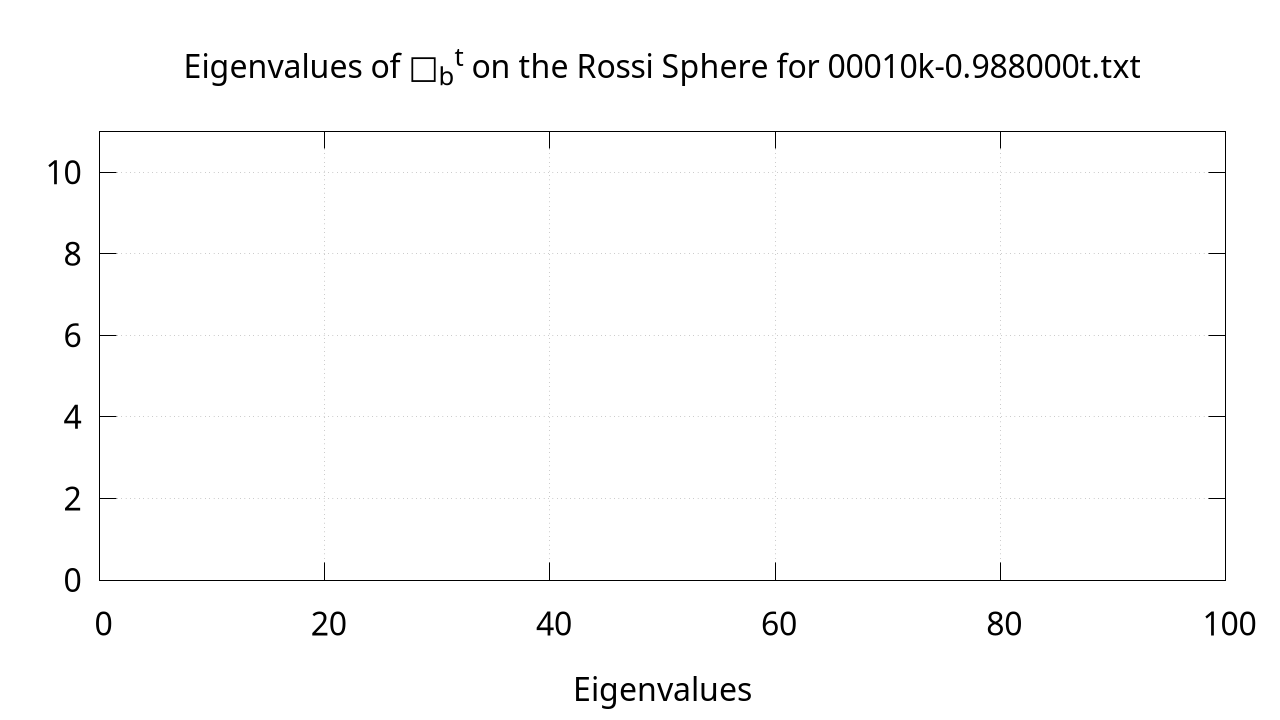 Eigenvalues of □bt on the Rossi Sphere for 00010k-0.988000t.txt
10
8
6
4
2
0
0 20 40 60 80 100
Eigenvalues